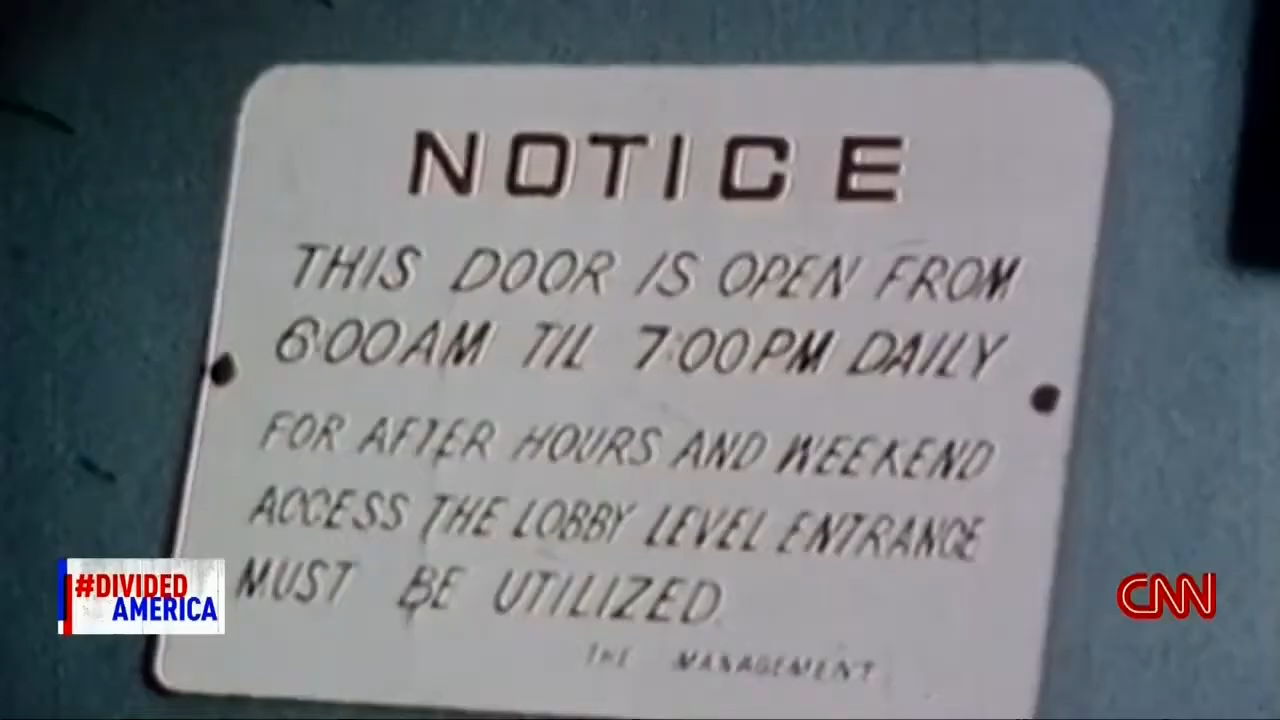 NOTICE
THIS DOOR IS OPEN FROM
6:00AM TIL 7:00PM DAILY
FOR AFTER HOURS AND WEEKEND
ACCESS THE LOBBY LEVEL ENTRANCE
MUST BE UTILIZED.
THE MANAGEMENT
#DIVIDED
AMERICA
CNN